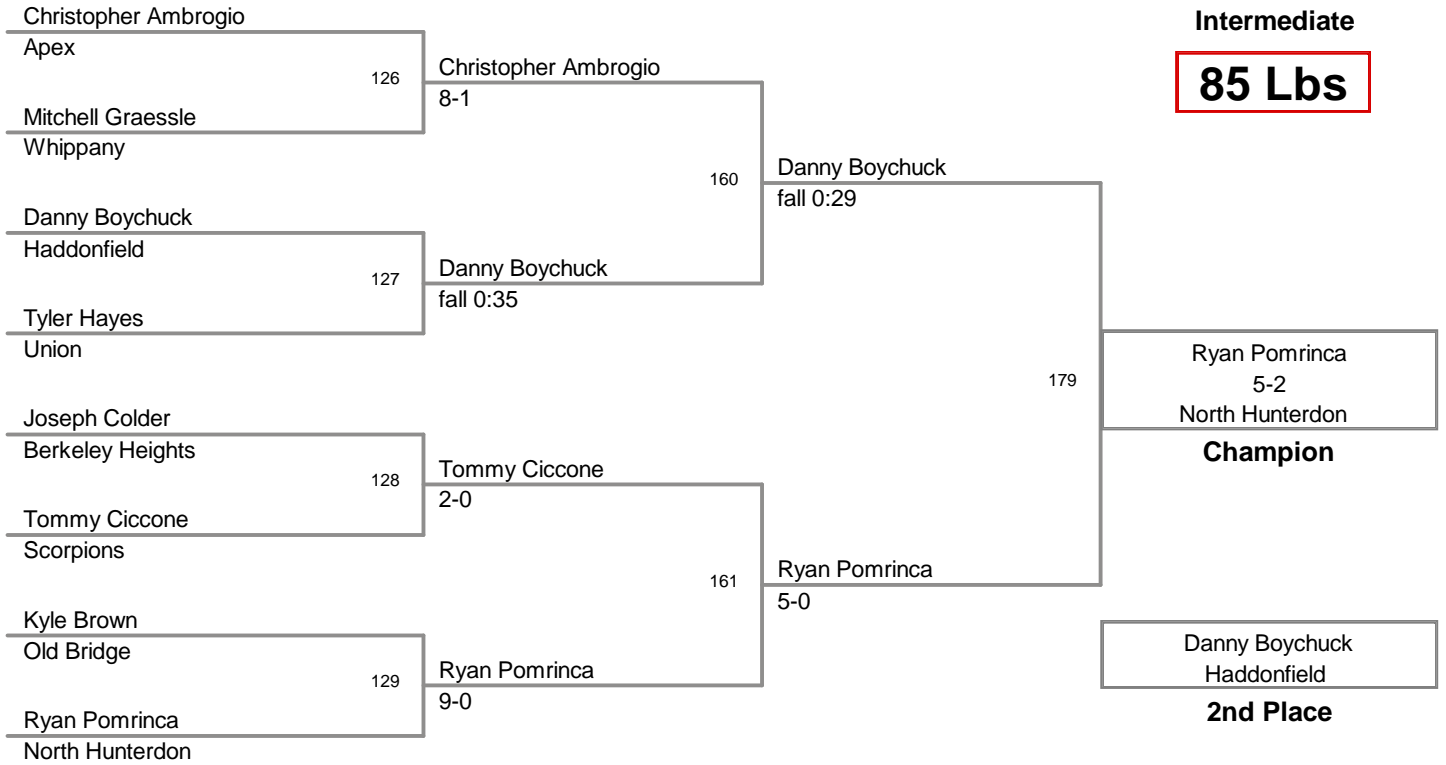 Christopher Ambrogio
Apex
126
Mitchell Graessle
Whippany
Danny Boychuck
Haddonfield
127
Tyler Hayes
Union
Joseph Colder
Berkeley Heights
128
Tommy Ciccone
Scorpions
Kyle Brown
Old Bridge
129
Ryan Pomrinca
North Hunterdon
Christopher Ambrogio
8-1
160
Danny Boychuck
fall 0:35
Tommy Ciccone
2-0
161
Ryan Pomrinca
9-0
Danny Boychuck
fall 0:29
179
Ryan Pomrinca
5-0
Intermediate
85 Lbs
Ryan Pomrinca
5-2
North Hunterdon
Champion
Danny Boychuck
Haddonfield
2nd Place